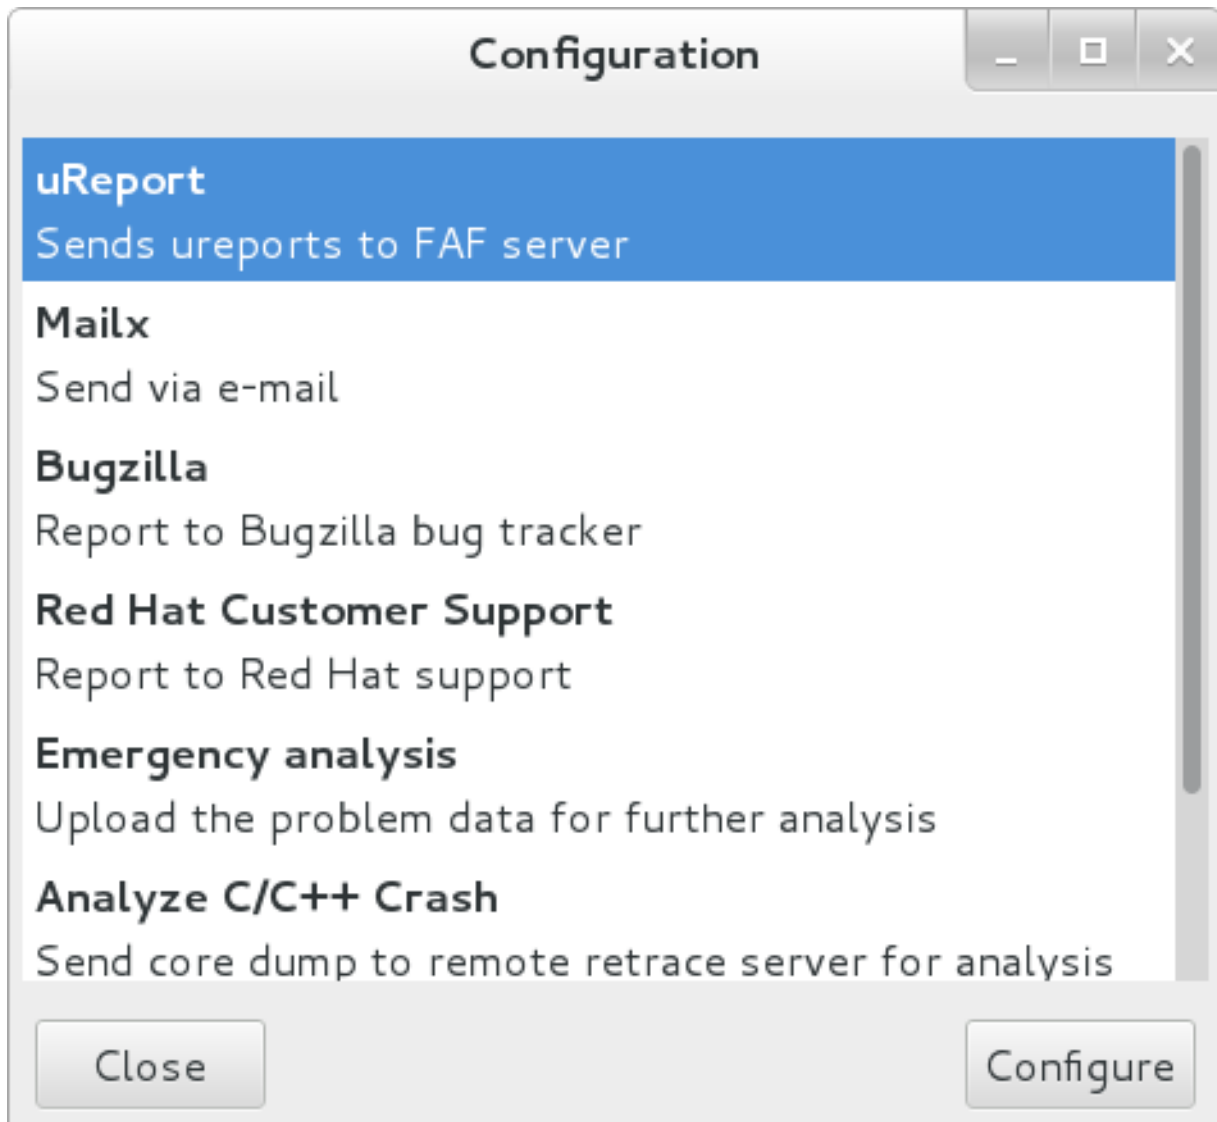 Configuration
uReport
Sends ureports to FAF server
Mailx
Send via e-mail
Bugzilla
Report to Bugzilla bug tracker
Red Hat Customer Support
Report to Red Hat support
Emergency analysis
Upload the problem data for further analysis
Analyze C/C++ Crash
Send core dump to remote retrace server for analysis
Close
Configure